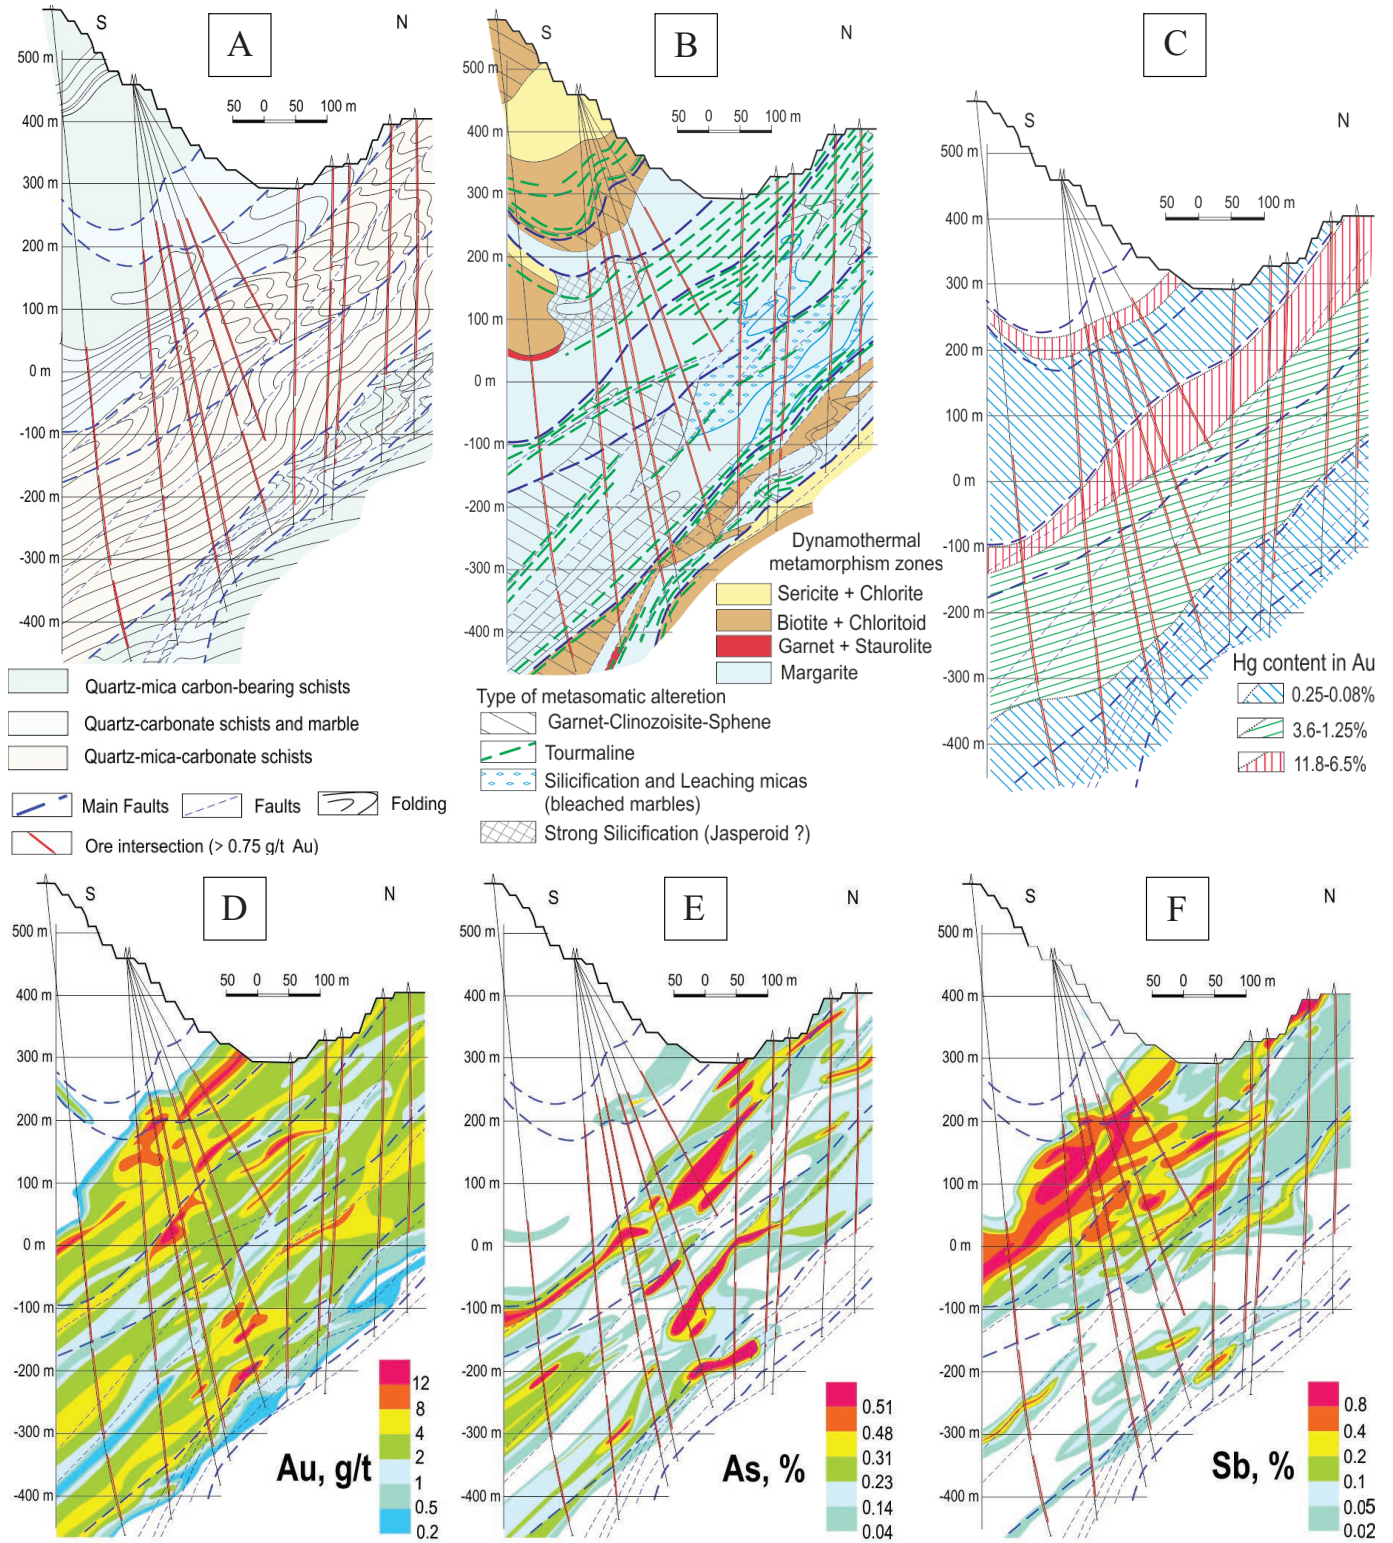 A
S
N
500 m
400 m
300 m
200 m
100 m
0 m
-100 m
-200 m
-300 m
-400 m
50 0 50 100 m
Quartz-mica carbon-bearing schists
Quartz-carbonate schists and marble
Quartz-mica-carbonate schists
Main Faults
Faults
Folding
Ore intersection (> 0.75 g/t Au)
B
S
N
500 m
400 m
300 m
200 m
100 m
0 m
-100 m
-200 m
-300 m
-400 m
50 0 50 100 m
Dynamothermal
metamorphism zones
Sericite + Chlorite
Biotite + Chloritoid
Garnet + Staurolite
Margarite
Type of metasomatic alteretion
Garnet-Clinozoisite-Sphene
Tourmaline
Silicification and Leaching micas
(bleached marbles)
Strong Silicification (Jasperoid ?)
C
S
N
500 m
400 m
300 m
200 m
100 m
0 m
-100 m
-200 m
-300 m
-400 m
50 0 50 100 m
Hg content in Au
0.25-0.08%
3.6-1.25%
11.8-6.5%
D
S
N
500 m
400 m
300 m
200 m
100 m
0 m
-100 m
-200 m
-300 m
-400 m
50 0 50 100 m
Au, g/t
12
8
4
2
1
0.5
0.2
E
S
N
500 m
400 m
300 m
200 m
100 m
0 m
-100 m
-200 m
-300 m
-400 m
50 0 50 100 m
As, %
0.51
0.48
0.31
0.23
0.14
0.04
F
S
N
500 m
400 m
300 m
200 m
100 m
0 m
-100 m
-200 m
-300 m
-400 m
50 0 50 100 m
Sb, %
0.8
0.4
0.2
0.1
0.05
0.02